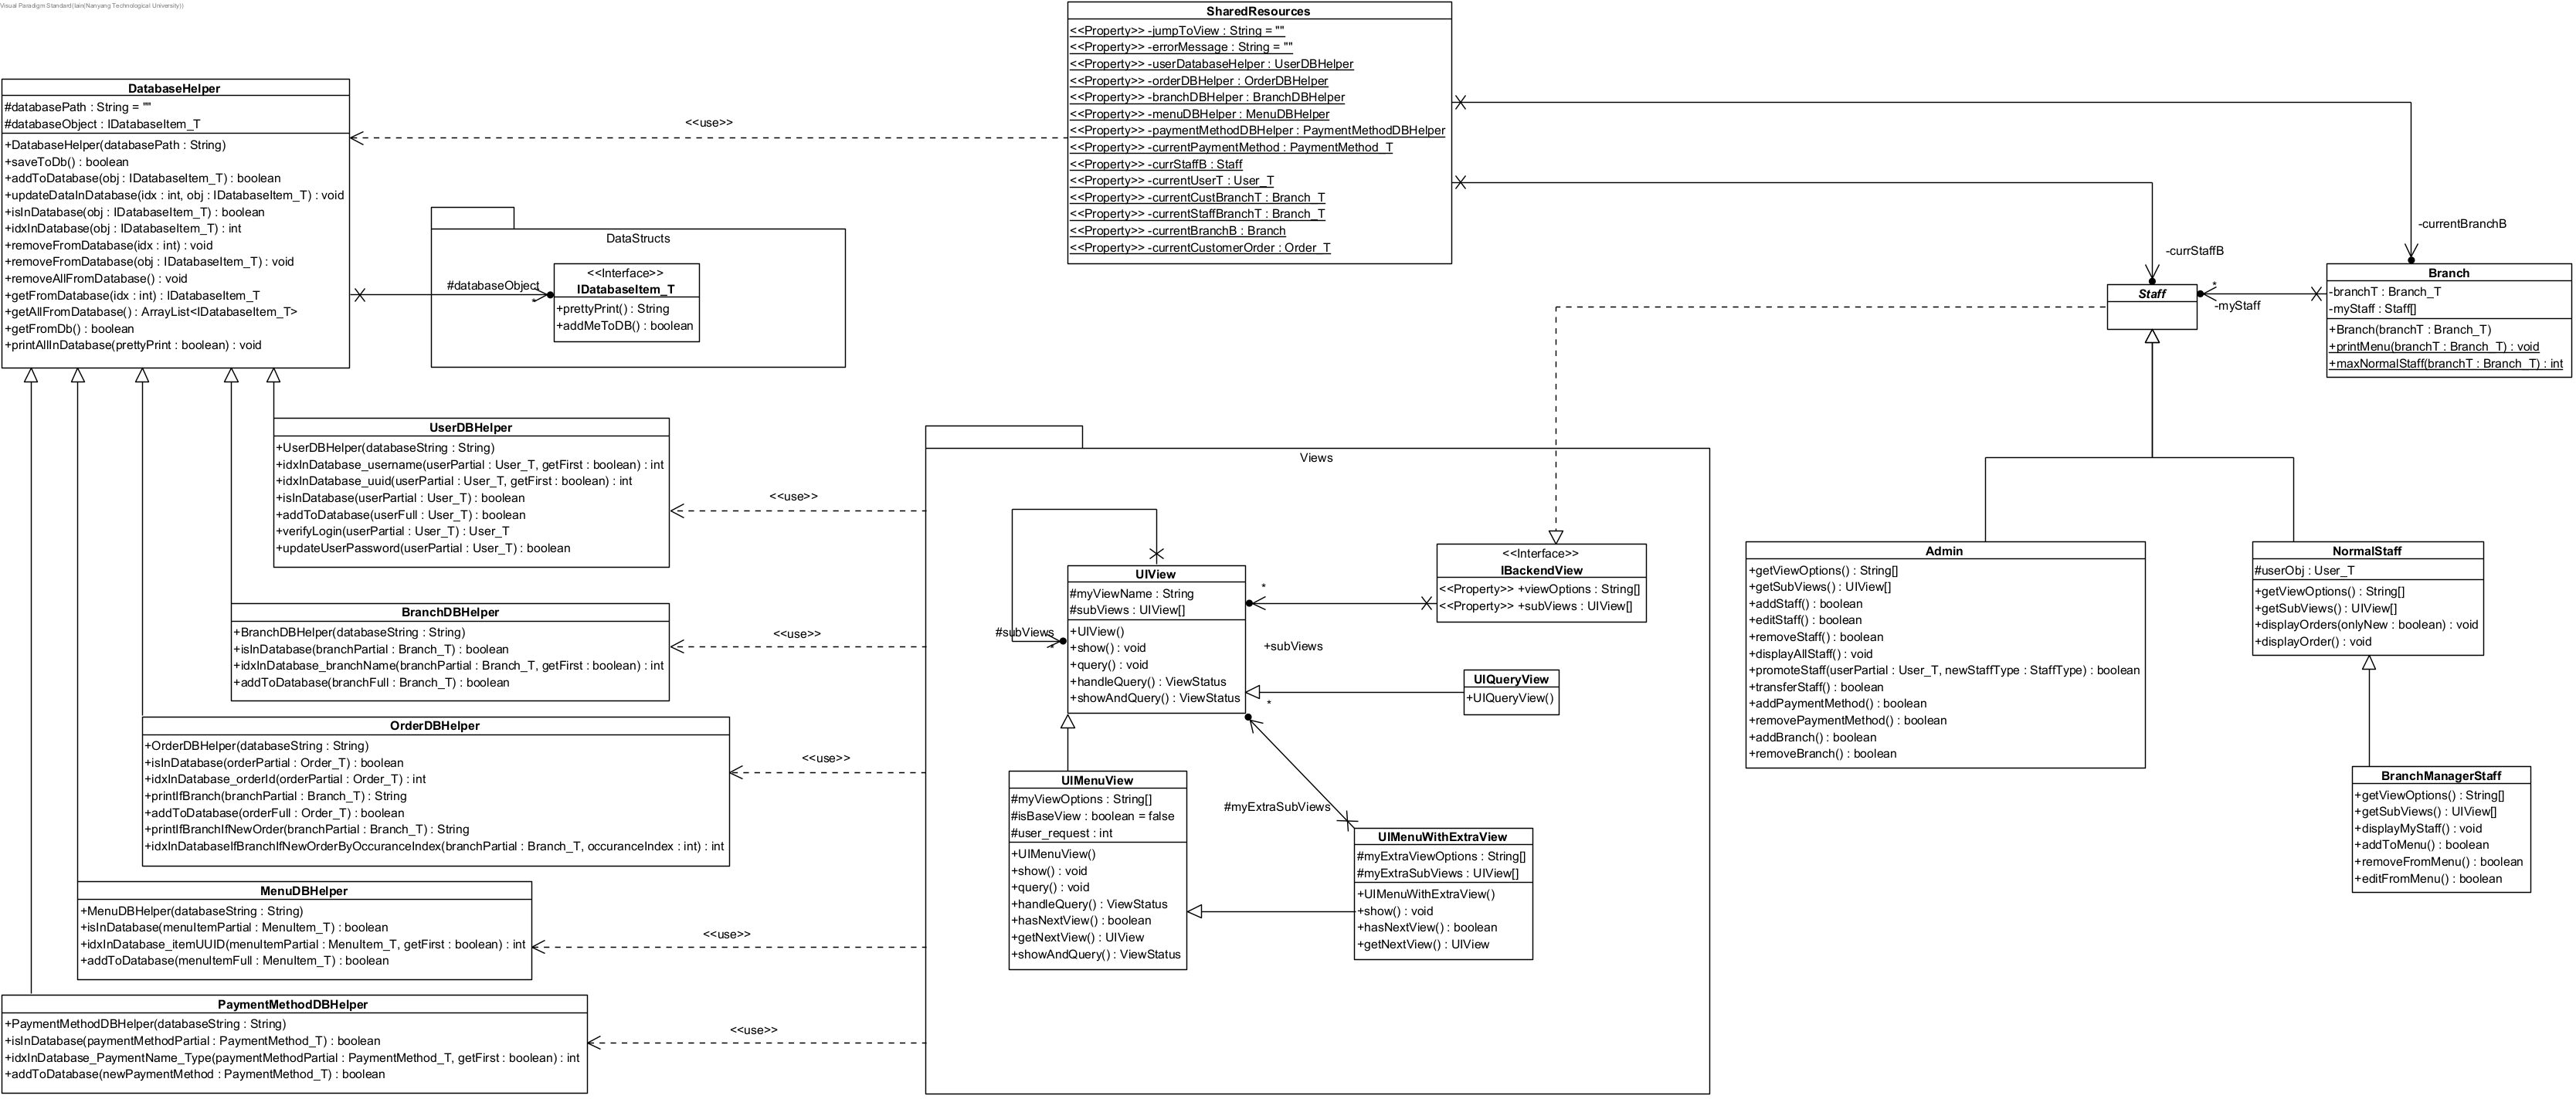 Visual Paradigm Standard(iain(Nanyang Technological University))
SharedResources
<<Property>> -jumpToView : String = ""
<<Property>> -errorMessage : String = ""
<<Property>> -userDatabaseHelper : UserDBHelper
<<Property>> -orderDBHelper : OrderDBHelper
<<Property>> -branchDBHelper : BranchDBHelper
<<Property>> -menuDBHelper : MenuDBHelper
<<Property>> -paymentMethodDBHelper : PaymentMethodDBHelper
<<Property>> -currentPaymentMethod : PaymentMethod_T
<<Property>> -currStaffB : Staff
<<Property>> -currentUserT : User_T
<<Property>> -currentCustBranchT : Branch_T
<<Property>> -currentStaffBranchT : Branch_T
<<Property>> -currentBranchB : Branch
<<Property>> -currentCustomerOrder : Order_T
DatabaseHelper
#databasePath : String = ""
#databaseObject : IDatabaseItem_T
+DatabaseHelper(databasePath : String)
+saveToDb() : boolean
+addToDatabase(obj : IDatabaseItem_T) : boolean
+updateDataInDatabase(idx : int, obj : IDatabaseItem_T) : void
+isInDatabase(obj : IDatabaseItem_T) : boolean
+idxInDatabase(obj : IDatabaseItem_T) : int
+removeFromDatabase(idx : int) : void
+removeFromDatabase(obj : IDatabaseItem_T) : void
+removeAllFromDatabase() : void
+getFromDatabase(idx : int) : IDatabaseItem_T
+getAllFromDatabase() : ArrayList<IDatabaseItem_T>
+getFromDb() : boolean
+printAllInDatabase(prettyPrint : boolean) : void
<<use>>
DataStructs
#databaseObject
*
<<Interface>>
IDatabaseItem_T
+prettyPrint() : String
+addMeToDB() : boolean
-currentBranchB
-currStaffB
Staff
*
-myStaff
Branch
-branchT : Branch_T
-myStaff : Staff[]
+Branch(branchT : Branch_T)
+printMenu(branchT : Branch_T) : void
+maxNormalStaff(branchT : Branch_T) : int
UserDBHelper
+UserDBHelper(databaseString : String)
+idxInDatabase_username(userPartial : User_T, getFirst : boolean) : int
+idxInDatabase_uuid(userPartial : User_T, getFirst : boolean) : int
+isInDatabase(userPartial : User_T) : boolean
+addToDatabase(userFull : User_T) : boolean
+verifyLogin(userPartial : User_T) : User_T
+updateUserPassword(userPartial : User_T) : boolean
<<use>>
BranchDBHelper
+BranchDBHelper(databaseString : String)
+isInDatabase(branchPartial : Branch_T) : boolean
+idxInDatabase_branchName(branchPartial : Branch_T, getFirst : boolean) : int
+addToDatabase(branchFull : Branch_T) : boolean
<<use>>
OrderDBHelper
+OrderDBHelper(databaseString : String)
+isInDatabase(orderPartial : Order_T) : boolean
+idxInDatabase_orderId(orderPartial : Order_T) : int
+printIfBranch(branchPartial : Branch_T) : String
+addToDatabase(orderFull : Order_T) : boolean
+printIfBranchIfNewOrder(branchPartial : Branch_T) : String
+idxInDatabaseIfBranchIfNewOrderByOccuranceIndex(branchPartial : Branch_T, occuranceIndex : int) : int
<<use>>
MenuDBHelper
+MenuDBHelper(databaseString : String)
+isInDatabase(menuItemPartial : MenuItem_T) : boolean
+idxInDatabase_itemUUID(menuItemPartial : MenuItem_T, getFirst : boolean) : int
+addToDatabase(menuItemFull : MenuItem_T) : boolean
<<use>>
PaymentMethodDBHelper
+PaymentMethodDBHelper(databaseString : String)
+isInDatabase(paymentMethodPartial : PaymentMethod_T) : boolean
+idxInDatabase_PaymentName_Type(paymentMethodPartial : PaymentMethod_T, getFirst : boolean) : int
+addToDatabase(newPaymentMethod : PaymentMethod_T) : boolean
<<use>>
Views
UIView
#myViewName : String
#subViews : UIView[]
+UIView()
+show() : void
+query() : void
+handleQuery() : ViewStatus
+showAndQuery() : ViewStatus
#subViews
*
<<Interface>>
IBackendView
<<Property>> +viewOptions : String[]
<<Property>> +subViews : UIView[]
*
+subViews
UIQueryView
+UIQueryView()
*
#myExtraSubViews
UIMenuView
#myViewOptions : String[]
#isBaseView : boolean = false
#user_request : int
+UIMenuView()
+show() : void
+query() : void
+handleQuery() : ViewStatus
+hasNextView() : boolean
+getNextView() : UIView
+showAndQuery() : ViewStatus
UIMenuWithExtraView
#myExtraViewOptions : String[]
#myExtraSubViews : UIView[]
+UIMenuWithExtraView()
+show() : void
+hasNextView() : boolean
+getNextView() : UIView
Admin
+getViewOptions() : String[]
+getSubViews() : UIView[]
+addStaff() : boolean
+editStaff() : boolean
+removeStaff() : boolean
+displayAllStaff() : void
+promoteStaff(userPartial : User_T, newStaffType : StaffType) : boolean
+transferStaff() : boolean
+addPaymentMethod() : boolean
+removePaymentMethod() : boolean
+addBranch() : boolean
+removeBranch() : boolean
NormalStaff
#userObj : User_T
+getViewOptions() : String[]
+getSubViews() : UIView[]
+displayOrders(onlyNew : boolean) : void
+displayOrder() : void
BranchManagerStaff
+getViewOptions() : String[]
+getSubViews() : UIView[]
+displayMyStaff() : void
+addToMenu() : boolean
+removeFromMenu() : boolean
+editFromMenu() : boolean